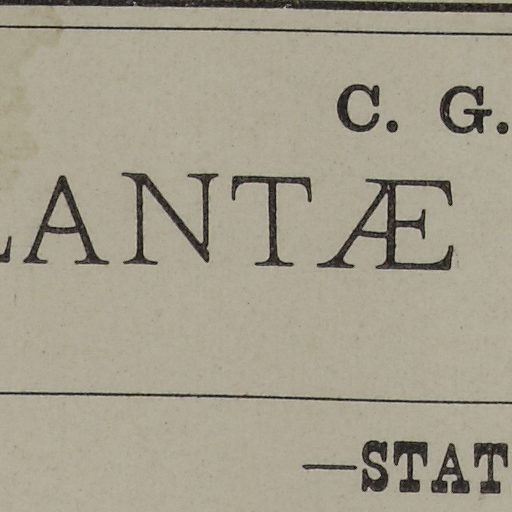 C. G.
LANTÆ
—STAT